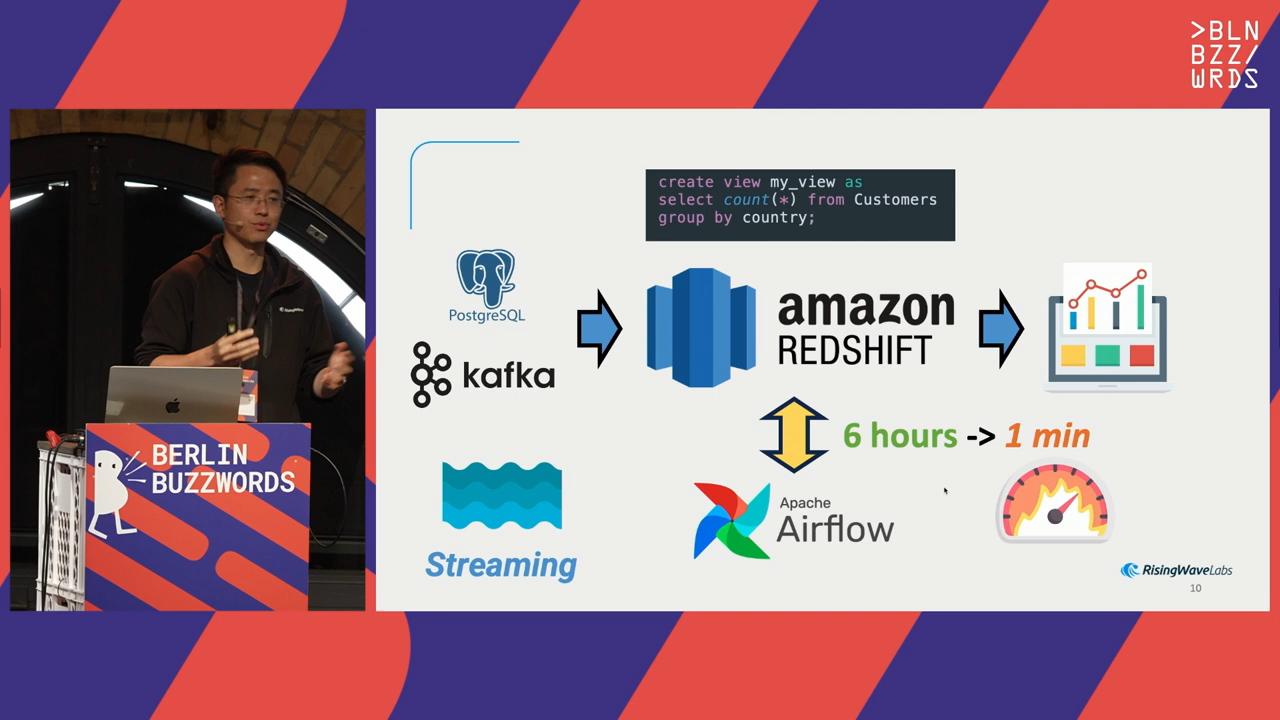 >BLN
BZZ/
WRDS
create view my_view as
select count(*) from Customers
group by country;
PostgreSQL
kafka
amazon
REDSHIFT
6 hours -> 1 min
Apache
Airflow
Streaming
RisingWaveLabs
10
BERLIN
BUZZWORDS
RisingWave